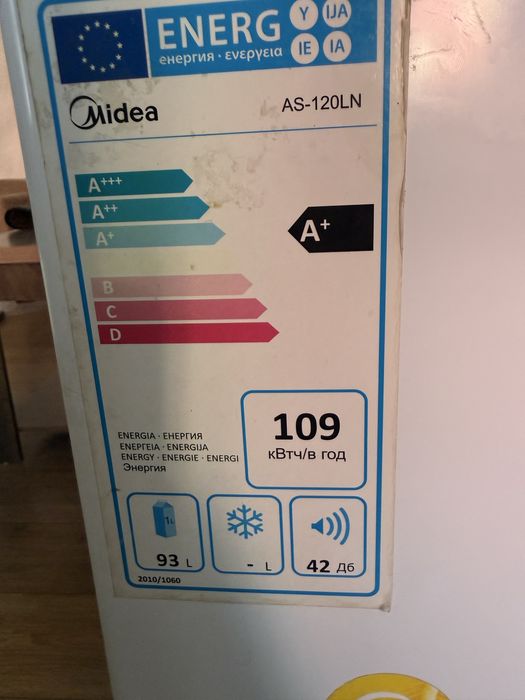 ENERG
енергия · ενεργεια
Y IJA
IE IA
Midea
AS-120LN
A+++
A++
A+
A+
B
C
D
ENERGIA · ЕНЕРГИЯ
ΕΝΕΡΓΕΙΑ · ENERGIJA
ENERGY · ENERGIE · ENERGI
Энергия
109
кВтч/в год
1L
93 L
- L
42 Дб
2010/1060